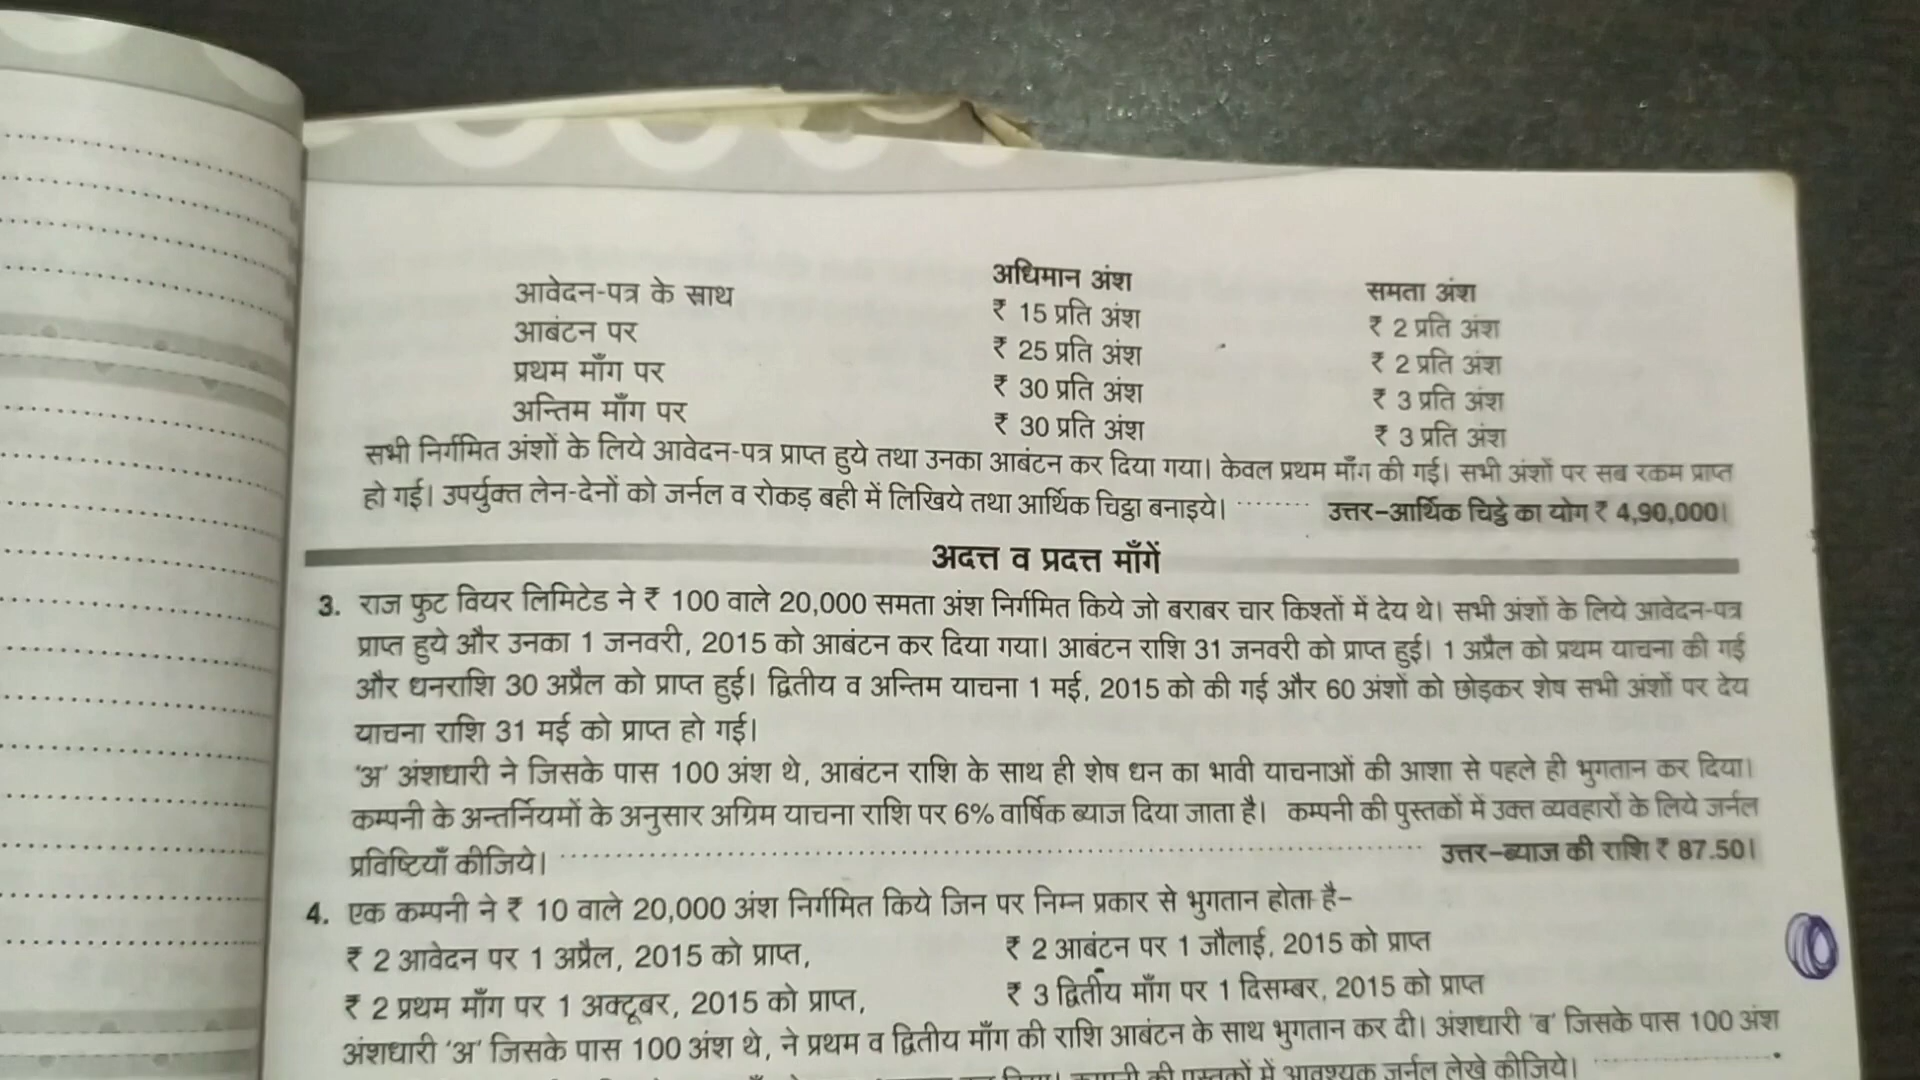 अधिमान अंश समता अंश
आवेदन-पत्र के साथ ₹ 15 प्रति अंश ₹ 2 प्रति अंश
आबंटन पर ₹ 25 प्रति अंश ₹ 2 प्रति अंश
प्रथम माँग पर ₹ 30 प्रति अंश ₹ 3 प्रति अंश
अन्तिम माँग पर ₹ 30 प्रति अंश ₹ 3 प्रति अंश
सभी निर्गमित अंशों के लिये आवेदन-पत्र प्राप्त हुये तथा उनका आबंटन कर दिया गया। केवल प्रथम माँग की गई। सभी अंशों पर सब रकम प्राप्त
हो गई। उपर्युक्त लेन-देनों को जर्नल व रोकड़ बही में लिखिये तथा आर्थिक चिट्ठा बनाइये। ........ उत्तर-आर्थिक चिट्ठे का योग ₹ 4,90,000।
अदत्त व प्रदत्त माँगें
3. राज फुट वियर लिमिटेड ने ₹ 100 वाले 20,000 समता अंश निर्गमित किये जो बराबर चार किश्तों में देय थे। सभी अंशों के लिये आवेदन-पत्र
प्राप्त हुये और उनका 1 जनवरी, 2015 को आबंटन कर दिया गया। आबंटन राशि 31 जनवरी को प्राप्त हुई। 1 अप्रैल को प्रथम याचना की गई
और धनराशि 30 अप्रैल को प्राप्त हुई। द्वितीय व अन्तिम याचना 1 मई, 2015 को की गई और 60 अंशों को छोड़कर शेष सभी अंशों पर देय
याचना राशि 31 मई को प्राप्त हो गई।
'अ' अंशधारी ने जिसके पास 100 अंश थे, आबंटन राशि के साथ ही शेष धन का भावी याचनाओं की आशा से पहले ही भुगतान कर दिया।
कम्पनी के अन्तर्नियमों के अनुसार अग्रिम याचना राशि पर 6% वार्षिक ब्याज दिया जाता है। कम्पनी की पुस्तकों में उक्त व्यवहारों के लिये जर्नल
प्रविष्टियाँ कीजिये। ........ उत्तर-ब्याज की राशि ₹ 87.50।
4. एक कम्पनी ने ₹ 10 वाले 20,000 अंश निर्गमित किये जिन पर निम्न प्रकार से भुगतान होता है-
₹ 2 आवेदन पर 1 अप्रैल, 2015 को प्राप्त, ₹ 2 आबंटन पर 1 जौलाई, 2015 को प्राप्त
₹ 2 प्रथम माँग पर 1 अक्टूबर, 2015 को प्राप्त, ₹ 3 द्वितीय माँग पर 1 दिसम्बर, 2015 को प्राप्त
अंशधारी 'अ' जिसके पास 100 अंश थे, ने प्रथम व द्वितीय माँग की राशि आबंटन के साथ भुगतान कर दी। अंशधारी 'ब' जिसके पास 100 अंश
कम्पनी की पुस्तकों में आवश्यक जर्नल लेखे कीजिये।